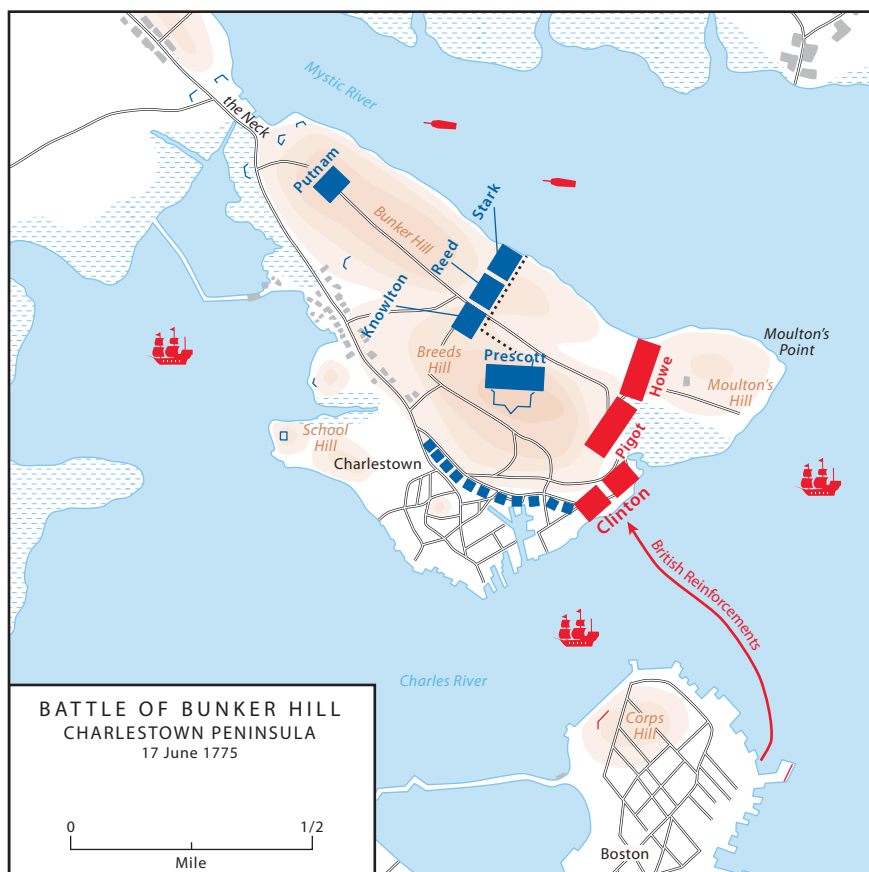 Mystic River
the Neck
Putnam
Bunker Hill
Stark
Reed
Knowlton
Breeds
Hill
Prescott
Howe
Moulton's
Point
Moulton's
Hill
Pigot
School
Hill
Charlestown
Clinton
British Reinforcements
Charles River
BATTLE OF BUNKER HILL
CHARLESTOWN PENINSULA
17 June 1775
0 1/2
Mile
Corps
Hill
Boston